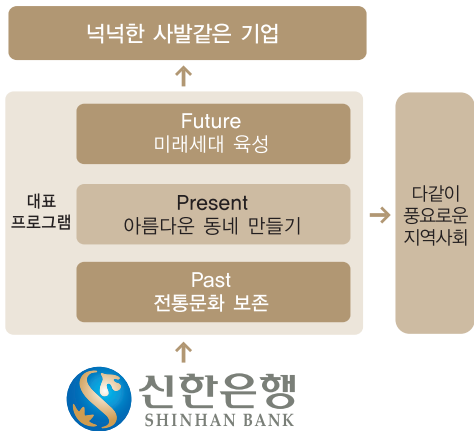 넉넉한 사발같은 기업
Future
미래세대 육성
대표
프로그램
Present
아름다운 동네 만들기
Past
전통문화 보존
다같이
풍요로운
지역사회
신한은행
SHINHAN BANK